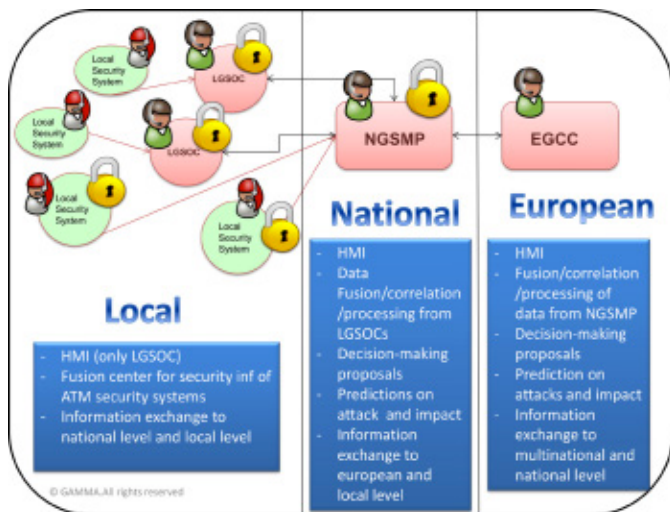 Local
Security
System
LGSOC
Local
Security
System
LGSOC
Local
Security
System
Local
Security
System
NGSMP
EGCC
Local
- HMI (only LGSOC)
- Fusion center for security inf of
ATM security systems
- Information exchange to
national level and local level
National
- HMI
- Data
Fusion/correlation
/processing from
LGSOCs
- Decision-making
proposals
- Predictions on
attack and impact
- Information
exchange to
european and
local level
European
- HMI
- Fusion/correlation
/processing of
data from NGSMP
- Decision-making
proposals
- Prediction on
attacks and impact
- Information
exchange to
multinational and
national level
© GAMMA.All rights reserved